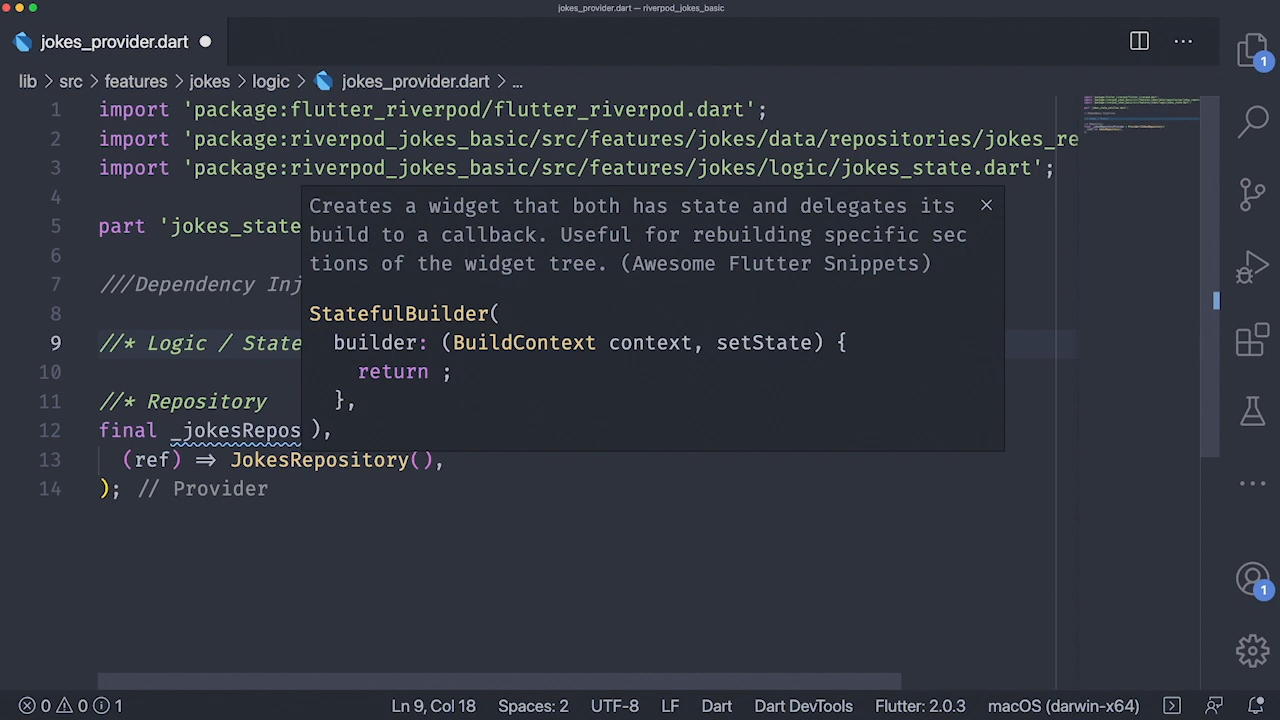 jokes_provider.dart — riverpod_jokes_basic
jokes_provider.dart
lib > src > features > jokes > logic > jokes_provider.dart > ...
1 import 'package:flutter_riverpod/flutter_riverpod.dart';
2 import 'package:riverpod_jokes_basic/src/features/jokes/data/repositories/jokes_re
3 import 'package:riverpod_jokes_basic/src/features/jokes/logic/jokes_state.dart';
4
5 part 'jokes_state
6
7 ///Dependency Inj
8
9 //* Logic / State
10
11 //* Repository
12 final _jokesRepos
13 (ref) => JokesRepository(),
14 ); // Provider
Creates a widget that both has state and delegates its
build to a callback. Useful for rebuilding specific sec
tions of the widget tree. (Awesome Flutter Snippets)
StatefulBuilder(
builder: (BuildContext context, setState) {
return ;
},
),
1
1
0 0 1
Ln 9, Col 18 Spaces: 2 UTF-8 LF Dart Dart DevTools Flutter: 2.0.3 macOS (darwin-x64)